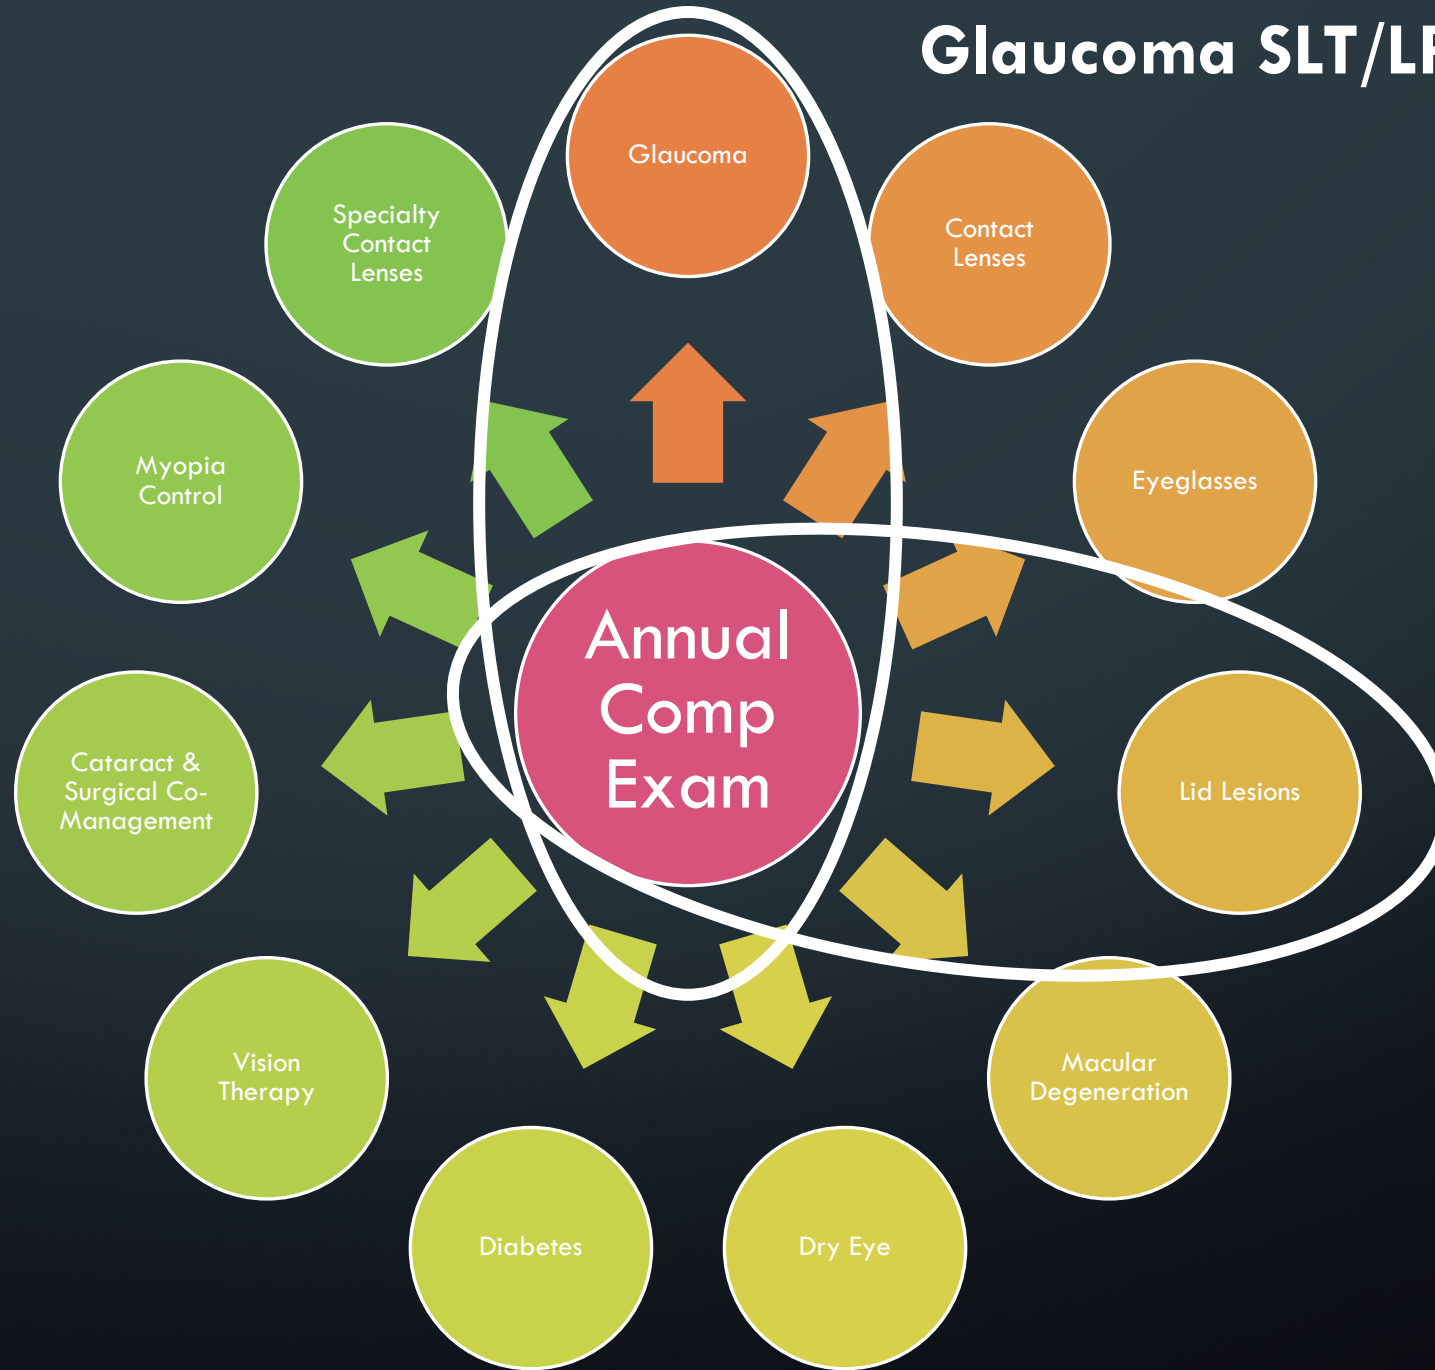 Glaucoma SLT/
Glaucoma
Specialty
Contact
Lenses
Contact
Lenses
Myopia
Control
Eyeglasses
Annual
Comp
Exam
Cataract &
Surgical Co-
Management
Lid Lesions
Vision
Therapy
Macular
Degeneration
Diabetes
Dry Eye